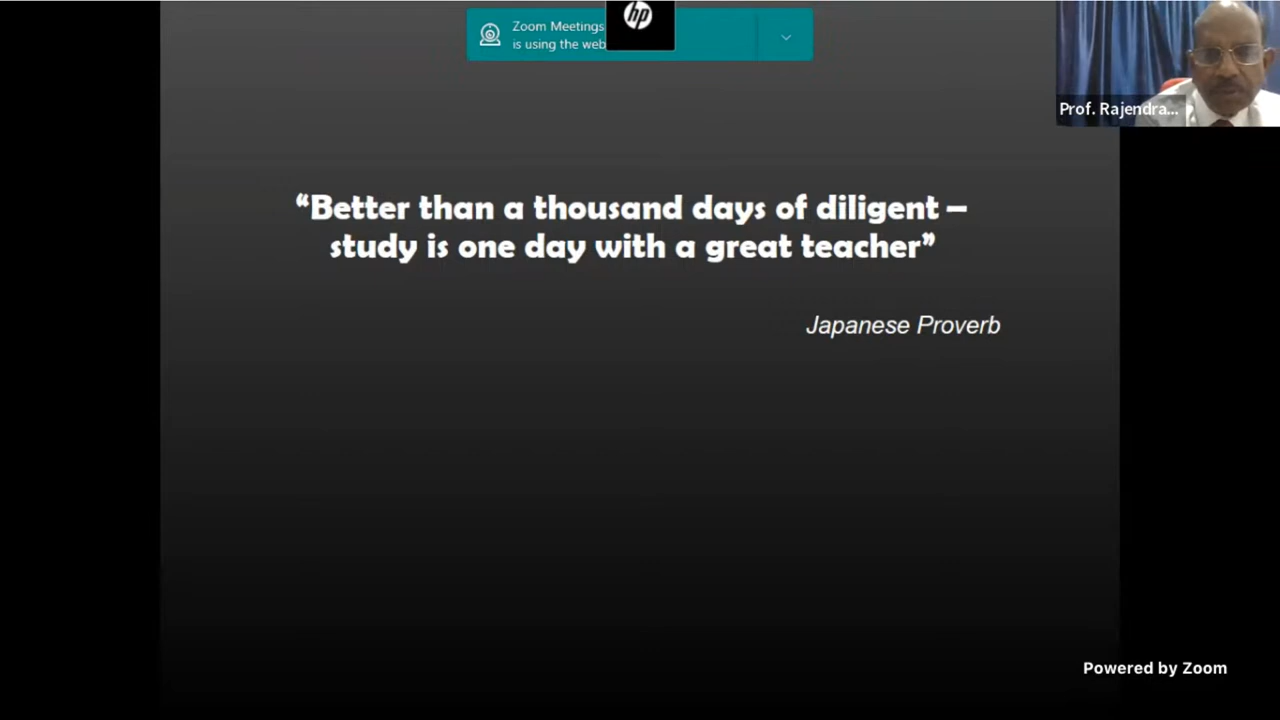 Zoom Meetings
is using the web
hp
Prof. Rajendra...
“Better than a thousand days of diligent –
study is one day with a great teacher”
Japanese Proverb
Powered by Zoom